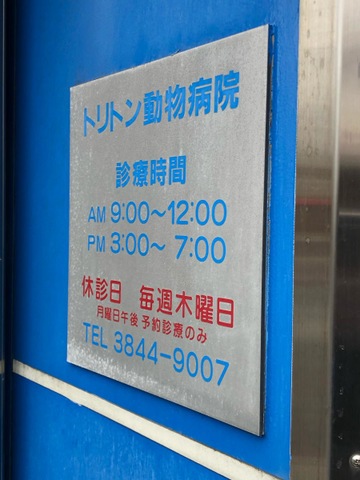 トリトン動物病院
診療時間
AM 9:00～12:00
PM 3:00～ 7:00
休診日 毎週木曜日
月曜日午後予約診療のみ
TEL 3844-9007